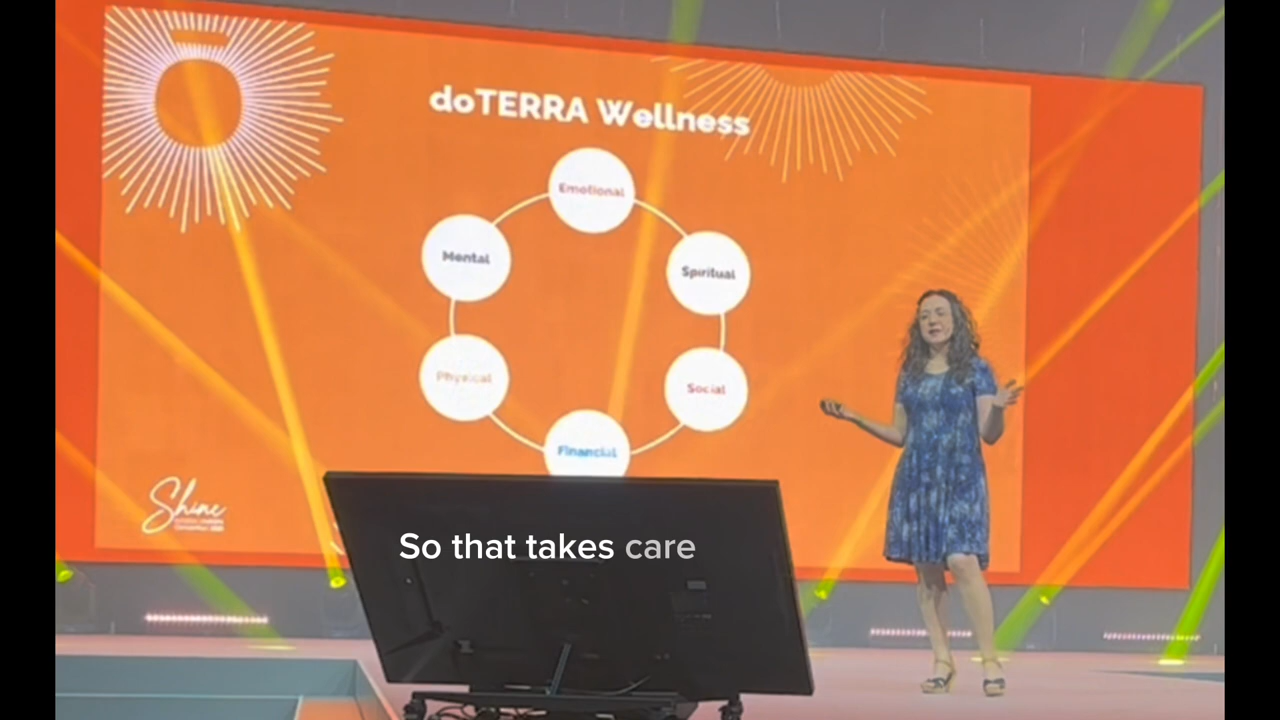 doTERRA Wellness
Emotional
Mental
Spiritual
Physical
Social
Financial
Shine
So that takes care